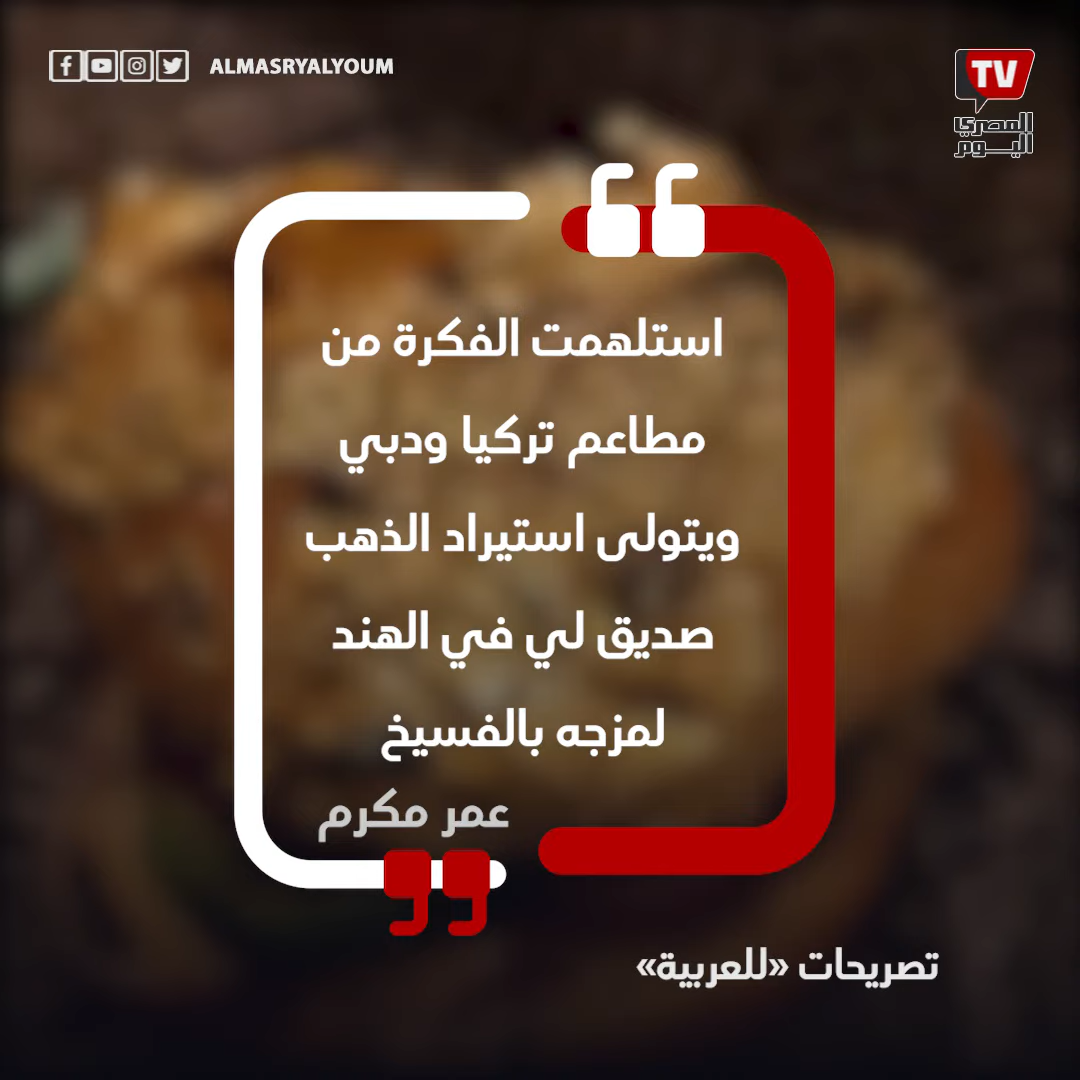 ALMASRYALYOUM
TV
المصري
اليوم
استلهمت الفكرة من
مطاعم تركيا ودبي
ويتولى استيراد الذهب
صديق لي في الهند
لمزجه بالفسيخ
عمر مكرم
تصريحات «للعربية»